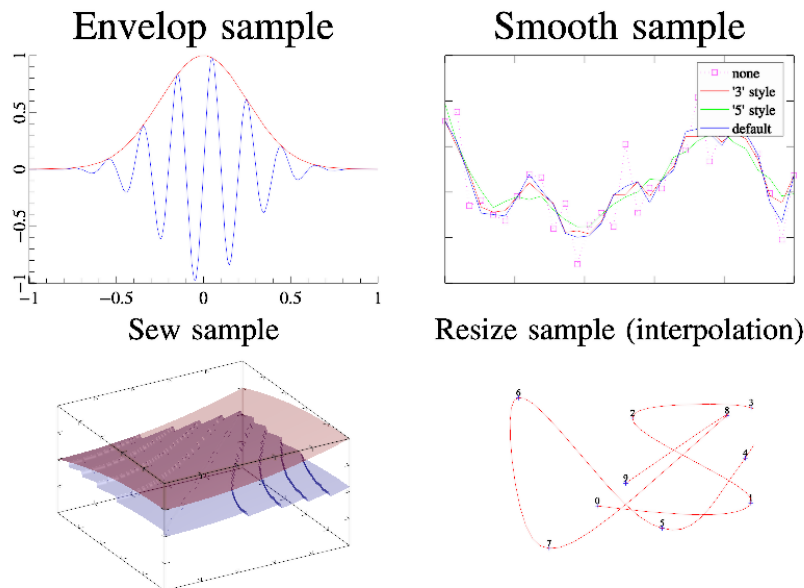 Envelop sample
Smooth sample
none
'3' style
'5' style
default
1
0.5
0
−0.5
−1
−1
−0.5
0
0.5
1
Sew sample
Resize sample (interpolation)
6
2
8
3
4
9
0
1
5
7